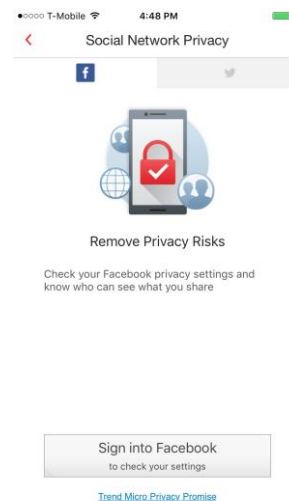 T-Mobile 4:48 PM
Social Network Privacy
f
Remove Privacy Risks
Check your Facebook privacy settings and
know who can see what you share
Sign into Facebook
to check your settings
Trend Micro Privacy Promise